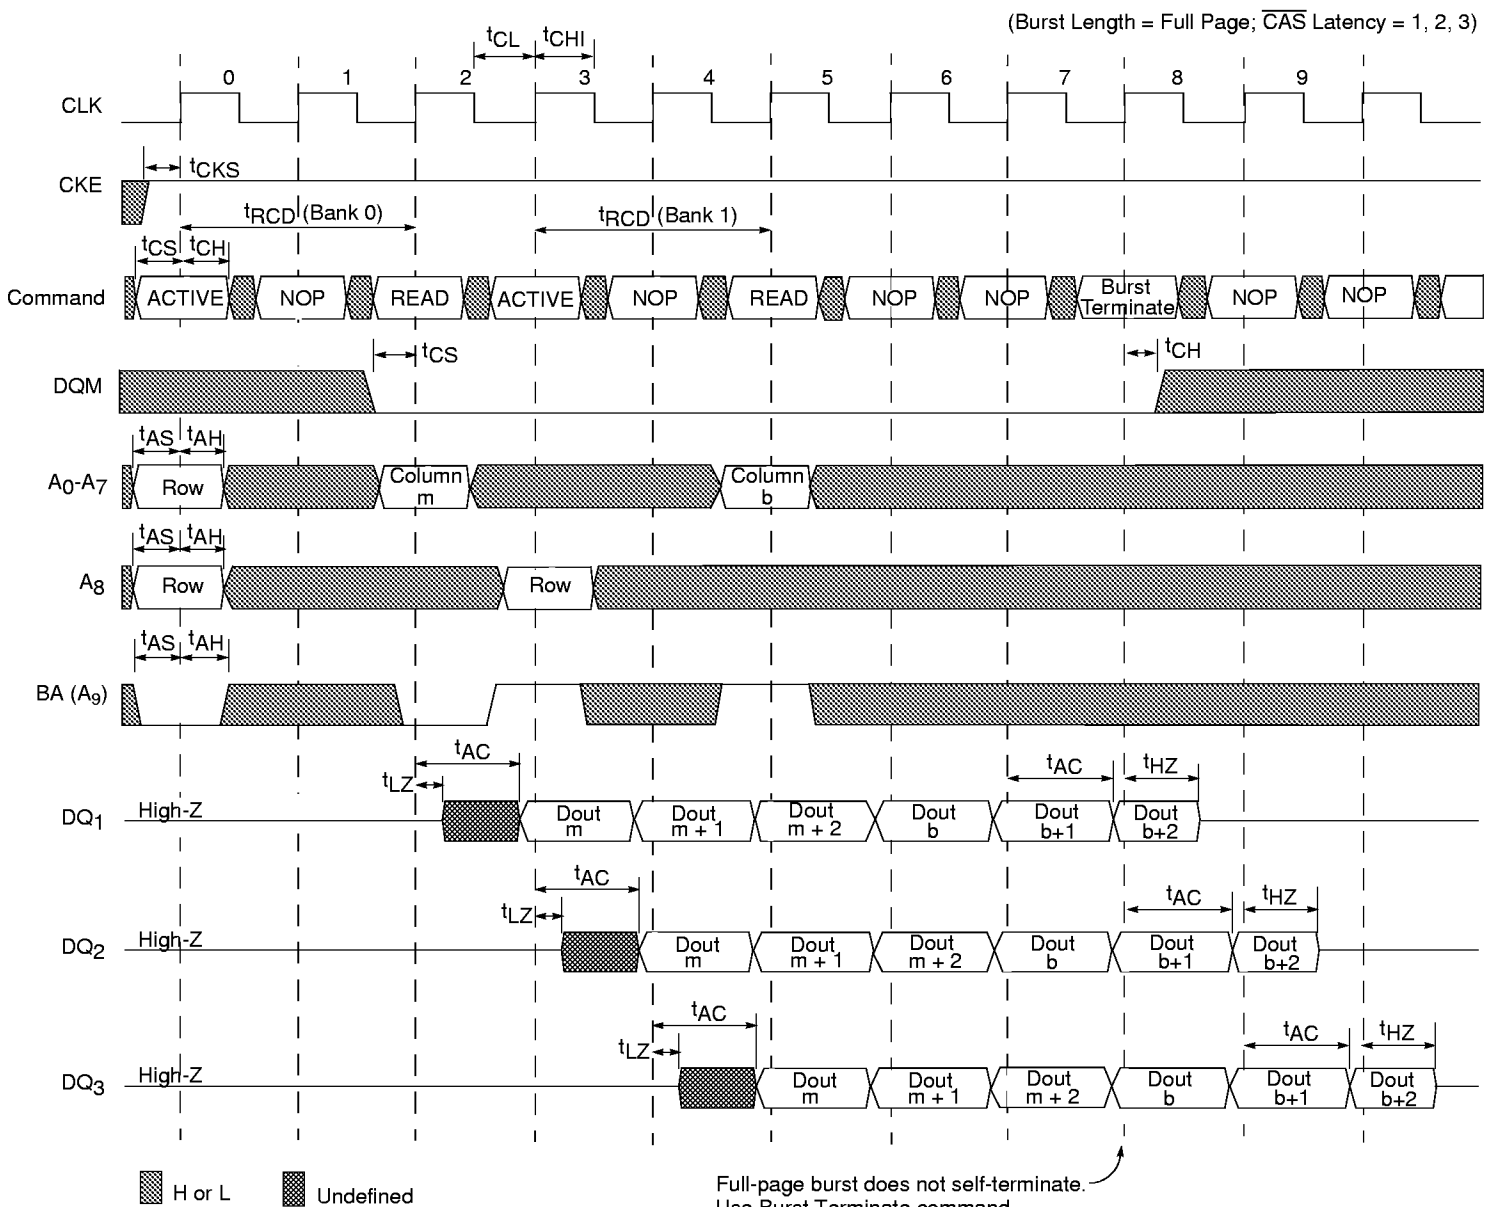 (Burst Length = Full Page; CAS Latency = 1, 2, 3)
tCL tCHI
0 1 2 3 4 5 6 7 8 9
CLK
tCKS
CKE
tRCD (Bank 0) tRCD (Bank 1)
tCS tCH
Command ACTIVE NOP READ ACTIVE NOP READ NOP NOP Burst Terminate NOP NOP
tCS tCH
DQM
tAS tAH
A0-A7 Row Column m Column b
tAS tAH
A8 Row Row
tAS tAH
BA (A9)
tAC tAC tHZ
tLZ
DQ1 High-Z Dout m Dout m + 1 Dout m + 2 Dout b Dout b+1 Dout b+2
tAC tAC tHZ
tLZ
DQ2 High-Z Dout m Dout m + 1 Dout m + 2 Dout b Dout b+1 Dout b+2
tAC tAC tHZ
tLZ
DQ3 High-Z Dout m Dout m + 1 Dout m + 2 Dout b Dout b+1 Dout b+2
H or L Undefined
Full-page burst does not self-terminate.
Use Burst Terminate command